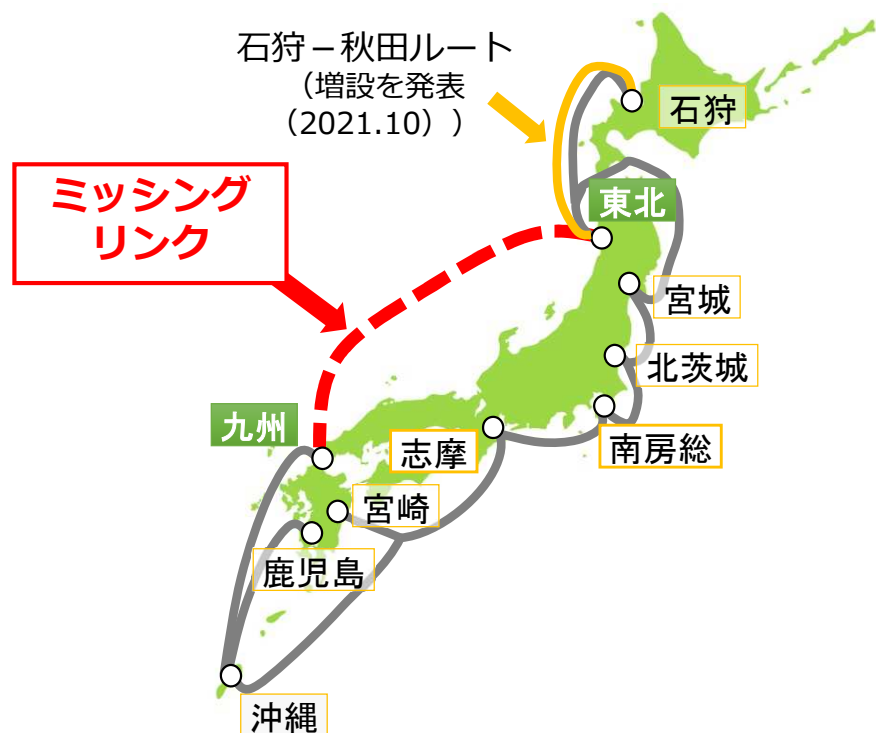 石狩－秋田ルート
（増設を発表
（2021.10））
石狩
ミッシング
リンク
東北
宮城
北茨城
九州
志摩
南房総
宮崎
鹿児島
沖縄